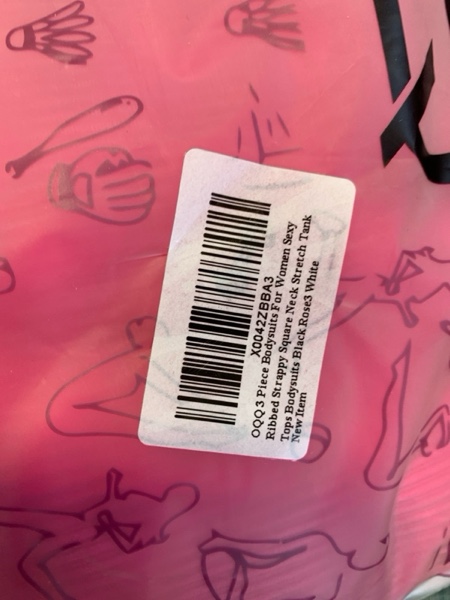 X0042ZBBA3
OQQ 3 Piece Bodysuits For Women Sexy
Ribbed Strappy Square Neck Stretch Tank
Tops Bodysuits Black Rose3 White
New Item